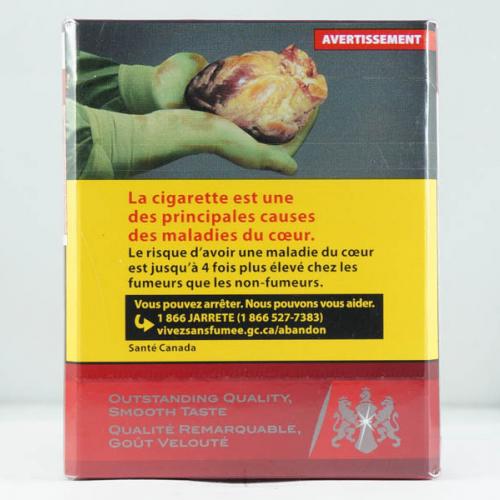 AVERTISSEMENT
La cigarette est une
des principales causes
des maladies du cœur.
Le risque d'avoir une maladie du cœur
est jusqu'à 4 fois plus élevé chez les
fumeurs que les non-fumeurs.
Vous pouvez arrêter. Nous pouvons vous aider.
1 866 JARRETE (1 866 527-7383)
vivezsansfumee.gc.ca/abandon
Santé Canada
OUTSTANDING QUALITY,
SMOOTH TASTE
QUALITÉ REMARQUABLE,
GOÛT VELOUTÉ